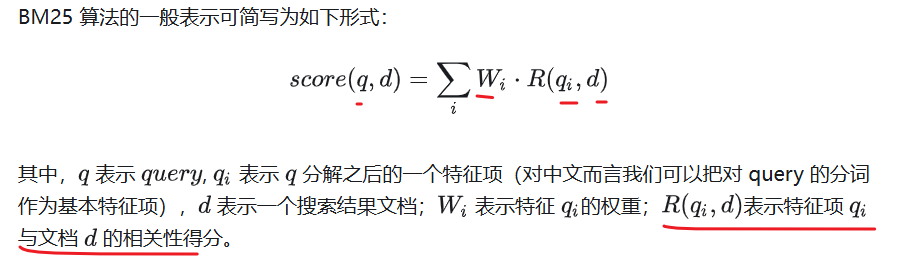 BM25 算法的一般表示可简写为如下形式：
score(q, d) = ∑_i W_i · R(q_i, d)
其中，q 表示 query, q_i 表示 q 分解之后的一个特征项（对中文而言我们可以把对 query 的分词
作为基本特征项）, d 表示一个搜索结果文档；W_i 表示特征 q_i的权重；R(q_i, d)表示特征项 q_i
与文档 d 的相关性得分。